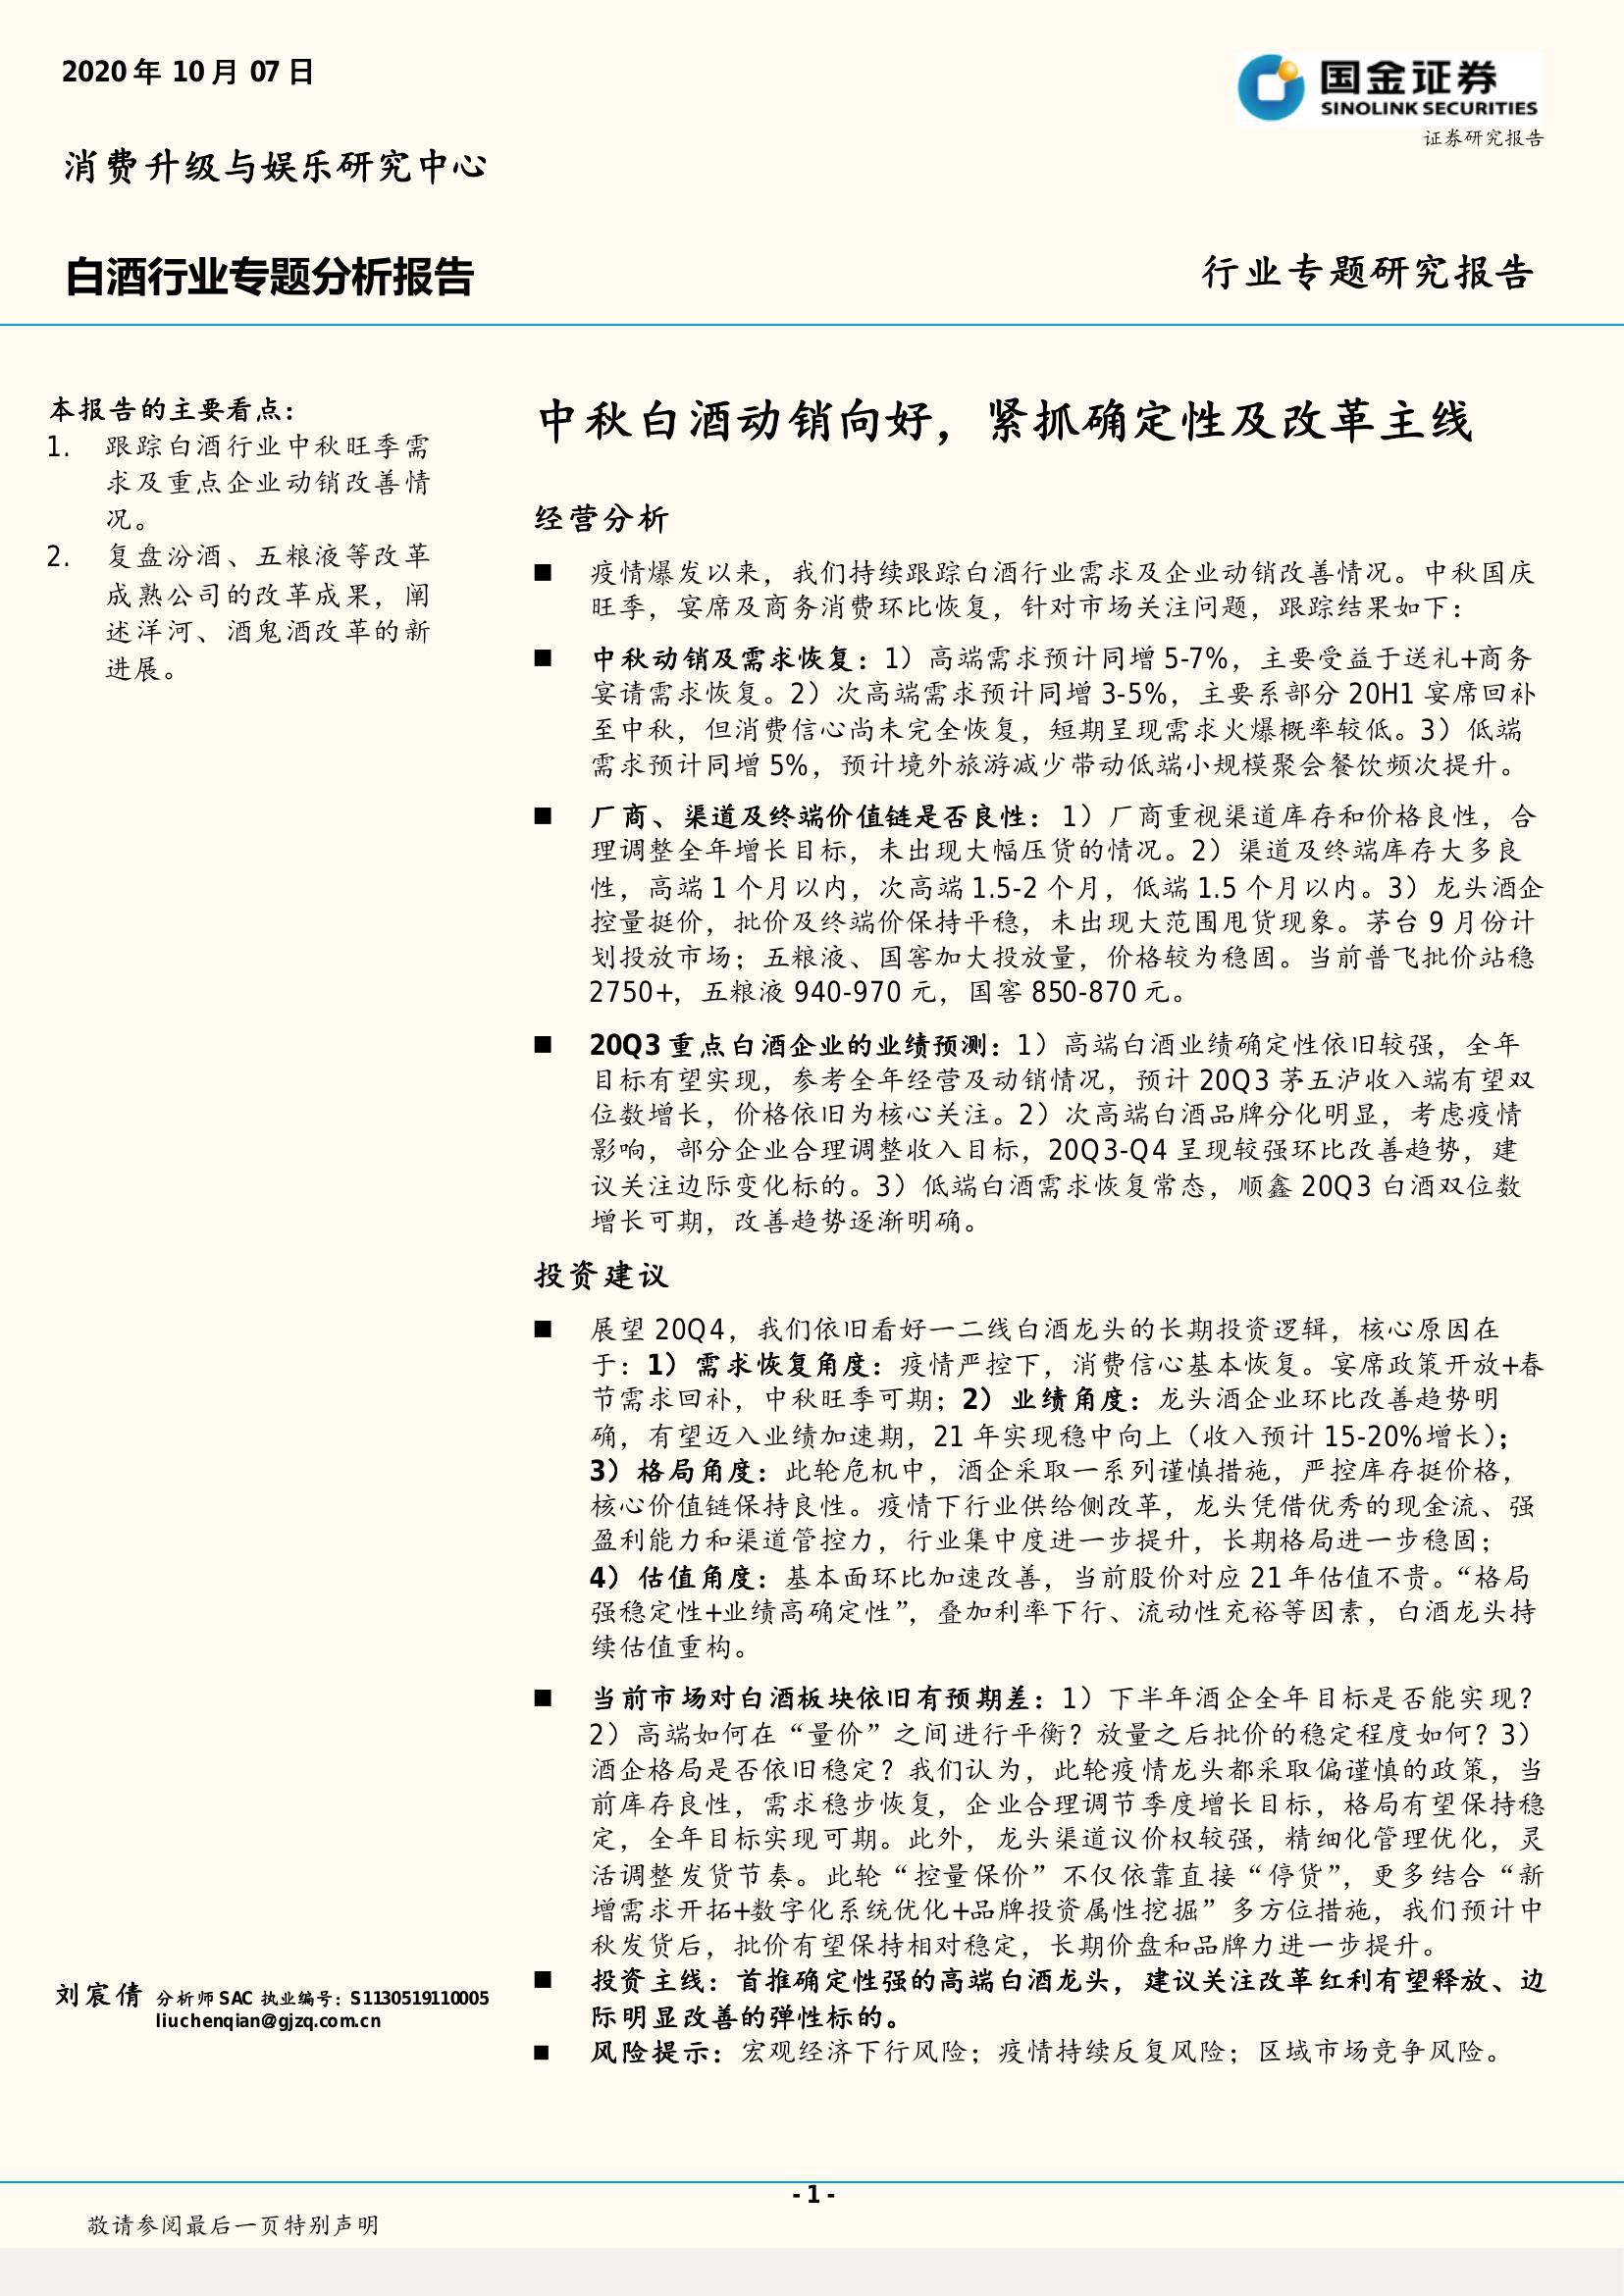 2020 年 10 月 07 日
国金证券
SINOLINK SECURITIES
证券研究报告
消费升级与娱乐研究中心
白酒行业专题分析报告
行业专题研究报告
本报告的主要看点：
1. 跟踪白酒行业中秋旺季需
求及重点企业动销改善情
况。
2. 复盘汾酒、五粮液等改革
成熟公司的改革成果，阐
述洋河、酒鬼酒改革的新
进展。
刘宸倩 分析师 SAC 执业编号：S1130519110005
liuchenqian@gjzq.com.cn
中秋白酒动销向好，紧抓确定性及改革主线
经营分析
■ 疫情爆发以来，我们持续跟踪白酒行业需求及企业动销改善情况。中秋国庆
旺季，宴席及商务消费环比恢复，针对市场关注问题，跟踪结果如下：
■ 中秋动销及需求恢复：1）高端需求预计同增 5-7%，主要受益于送礼+商务
宴请需求恢复。2）次高端需求预计同增 3-5%，主要系部分 20H1 宴席回补
至中秋，但消费信心尚未完全恢复，短期呈现需求火爆概率较低。3）低端
需求预计同增 5%，预计境外旅游减少带动低端小规模聚会餐饮频次提升。
■ 厂商、渠道及终端价值链是否良性：1）厂商重视渠道库存和价格良性，合
理调整全年增长目标，未出现大幅压货的情况。2）渠道及终端库存大多良
性，高端 1 个月以内，次高端 1.5-2 个月，低端 1.5 个月以内。3）龙头酒企
控量挺价，批价及终端价保持平稳，未出现大范围甩货现象。茅台 9 月份计
划投放市场；五粮液、国窖加大投放量，价格较为稳固。当前普飞批价站稳
2750+，五粮液 940-970 元，国窖 850-870 元。
■ 20Q3 重点白酒企业的业绩预测：1）高端白酒业绩确定性依旧较强，全年
目标有望实现，参考全年经营及动销情况，预计 20Q3 茅五泸收入端有望双
位数增长，价格依旧为核心关注。2）次高端白酒品牌分化明显，考虑疫情
影响，部分企业合理调整收入目标，20Q3-Q4 呈现较强环比改善趋势，建
议关注边际变化标的。3）低端白酒需求恢复常态，顺鑫 20Q3 白酒双位数
增长可期，改善趋势逐渐明确。
投资建议
■ 展望 20Q4，我们依旧看好一二线白酒龙头的长期投资逻辑，核心原因在
于：1）需求恢复角度：疫情严控下，消费信心基本恢复。宴席政策开放+春
节需求回补，中秋旺季可期；2）业绩角度：龙头酒企业环比改善趋势明
确，有望迈入业绩加速期，21 年实现稳中向上（收入预计 15-20%增长）；
3）格局角度：此轮危机中，酒企采取一系列谨慎措施，严控库存挺价格，
核心价值链保持良性。疫情下行业供给侧改革，龙头凭借优秀的现金流、强
盈利能力和渠道管控力，行业集中度进一步提升，长期格局进一步稳固；
4）估值角度：基本面环比加速改善，当前股价对应 21 年估值不贵。“格局
强稳定性+业绩高确定性”，叠加利率下行、流动性充裕等因素，白酒龙头持
续估值重构。
■ 当前市场对白酒板块依旧有预期差：1）下半年酒企全年目标是否能实现？
2）高端如何在“量价”之间进行平衡？放量之后批价的稳定程度如何？3）
酒企格局是否依旧稳定？我们认为，此轮疫情龙头都采取偏谨慎的政策，当
前库存良性，需求稳步恢复，企业合理调节季度增长目标，格局有望保持稳
定，全年目标实现可期。此外，龙头渠道议价权较强，精细化管理优化，灵
活调整发货节奏。此轮“控量保价”不仅依靠直接“停货”，更多结合“新
增需求开拓+数字化系统优化+品牌投资属性挖掘”多方位措施，我们预计中
秋发货后，批价有望保持相对稳定，长期价盘和品牌力进一步提升。
■ 投资主线：首推确定性强的高端白酒龙头，建议关注改革红利有望释放、边
际明显改善的弹性标的。
■ 风险提示：宏观经济下行风险；疫情持续反复风险；区域市场竞争风险。
- 1 -
敬请参阅最后一页特别声明